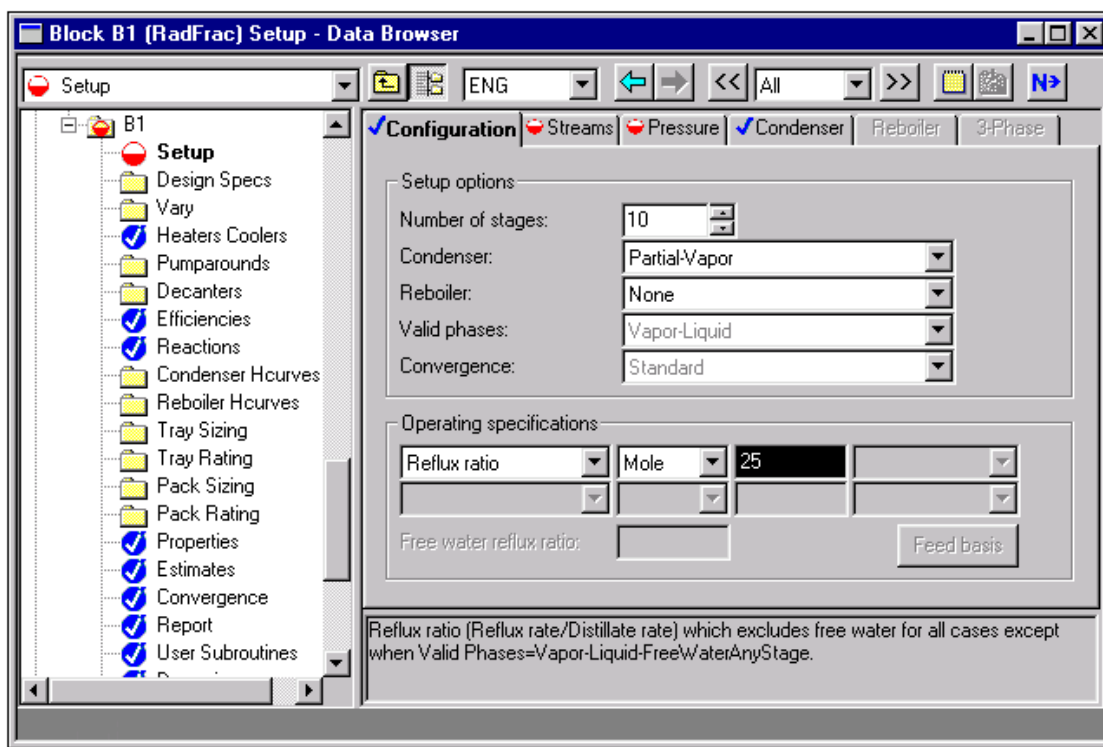 Block B1 (RadFrac) Setup - Data Browser
Setup
ENG
<<
All
>>
N
B1
Setup
Design Specs
Vary
Heaters Coolers
Pumparounds
Decanters
Efficiencies
Reactions
Condenser Hcurves
Reboiler Hcurves
Tray Sizing
Tray Rating
Pack Sizing
Pack Rating
Properties
Estimates
Convergence
Report
User Subroutines
Configuration Streams Pressure Condenser Reboiler 3-Phase
Setup options
Number of stages: 10
Condenser: Partial-Vapor
Reboiler: None
Valid phases: Vapor-Liquid
Convergence: Standard
Operating specifications
Reflux ratio Mole 25
Free water reflux ratio: Feed basis
Reflux ratio (Reflux rate/Distillate rate) which excludes free water for all cases except
when Valid Phases=Vapor-Liquid-FreeWaterAnyStage.